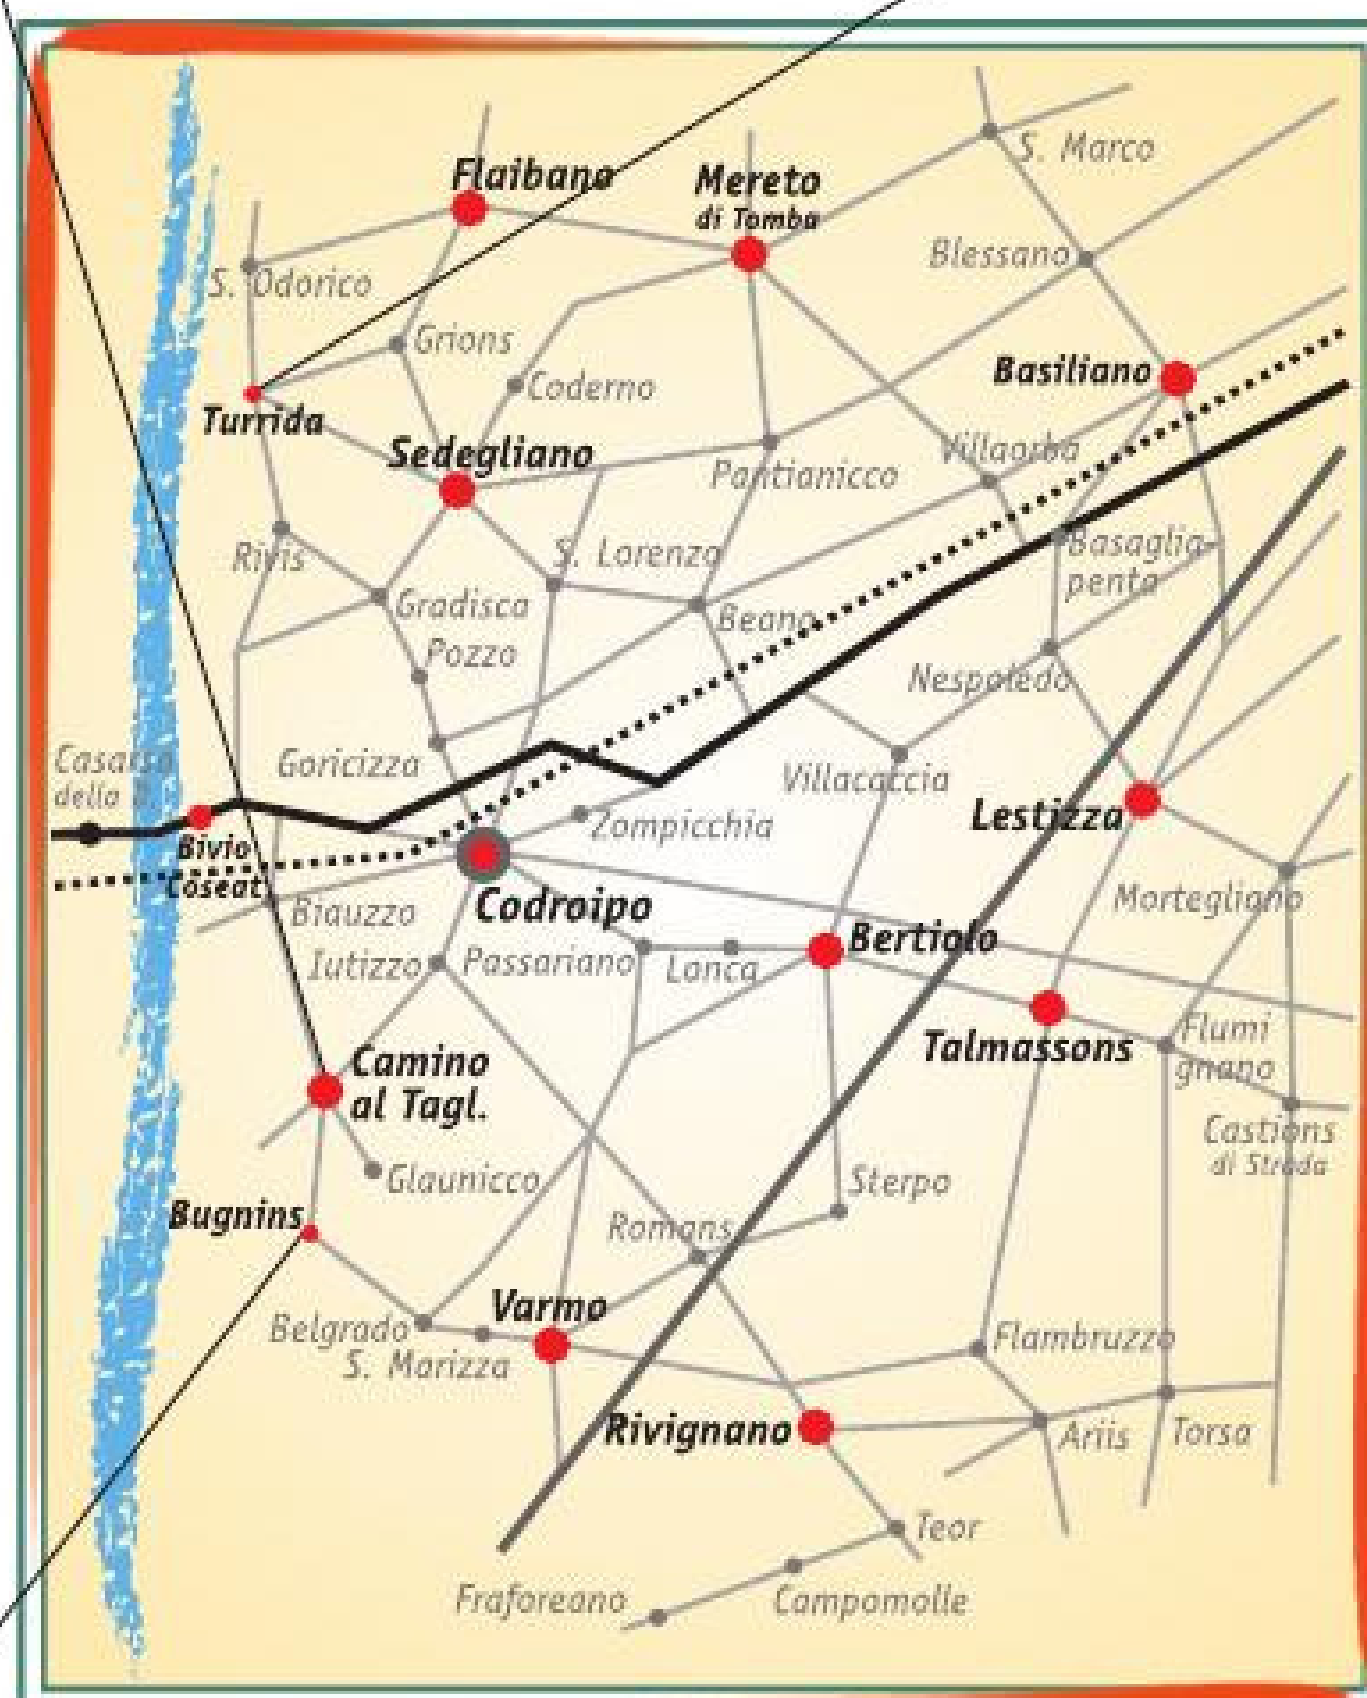 S. Marco
Flaibano
Mereto
di Tomba
Blessano
S. Odorico
Grions
Coderno
Basiliano
Turrida
Sedegliano
Villaorba
Pantianicco
Rivis
S. Lorenzo
Basaglia-
penta
Gradisca
Beano
Pozzo
Nespoledo
Casarsa
della D.
Goricizza
Villacaccia
Lestizza
Zompicchia
Bivio
Coseat
Biauzzo
Codroipo
Mortegliano
Iutizzo
Passariano
Lonca
Bertiolo
Talmassons
Flumi
gnano
Camino
al Tagl.
Castions
di Strada
Glaunicco
Sterpo
Bugnins
Romans
Varmo
Belgrado
S. Marizza
Flambruzzo
Rivignano
Ariis
Torsa
Teor
Fraforeano
Campomolle